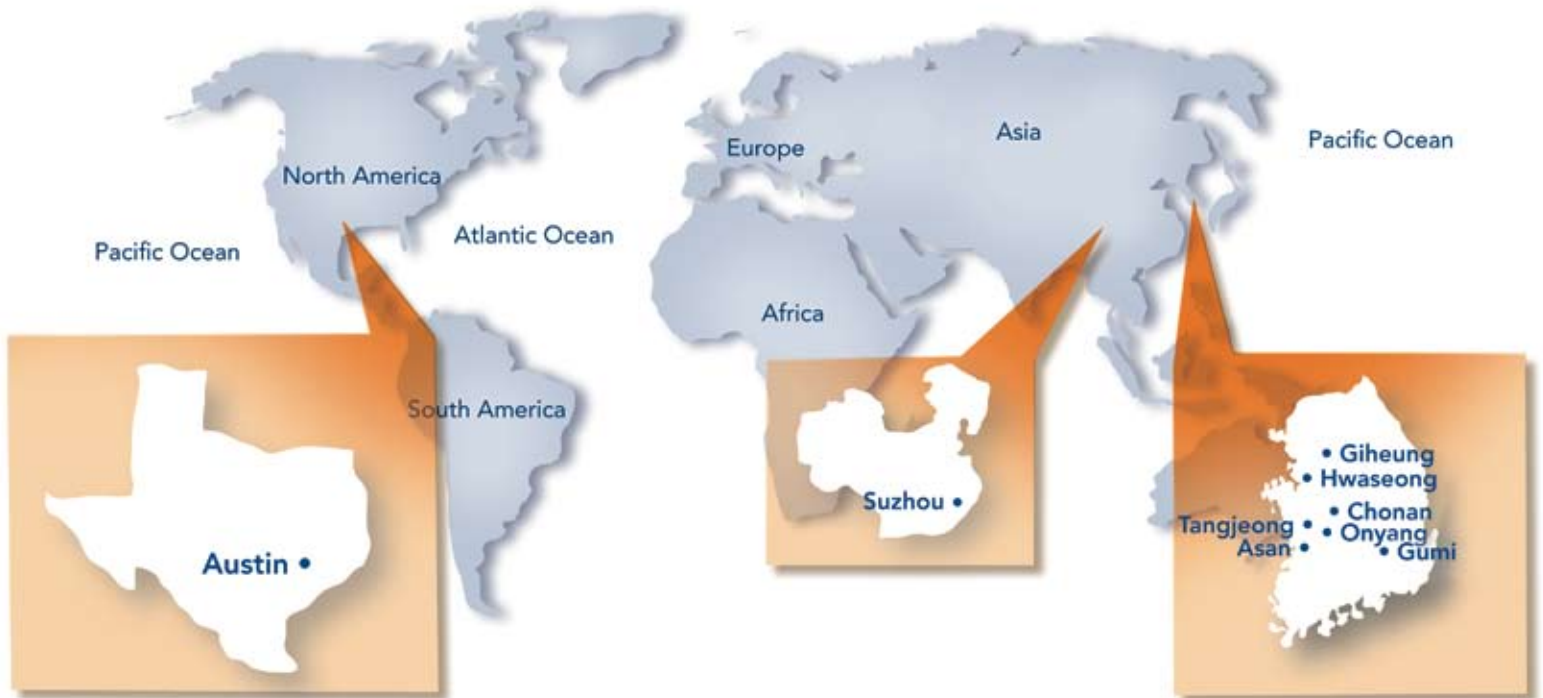 Europe
Asia
Pacific Ocean
North America
Atlantic Ocean
Pacific Ocean
Africa
South America
Austin
Suzhou
Giheung
Hwaseong
Chonan
Tangjeong
Onyang
Asan
Gumi